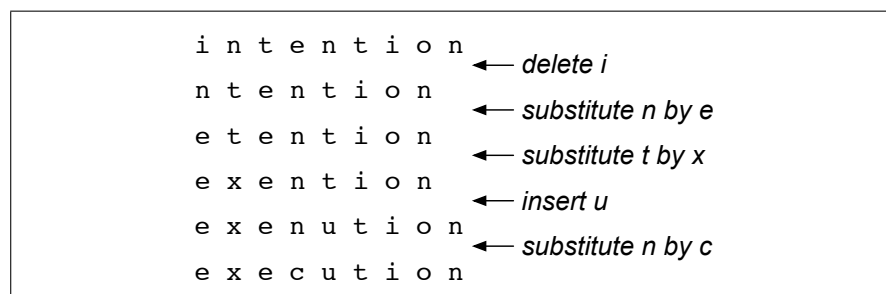 i n t e n t i o n
delete i
n t e n t i o n
substitute n by e
e t e n t i o n
substitute t by x
e x e n t i o n
insert u
e x e n u t i o n
substitute n by c
e x e c u t i o n